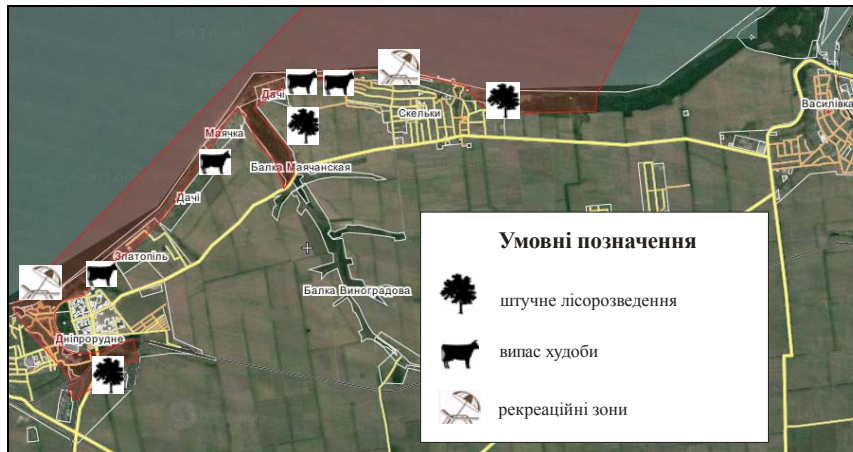 Дачі
Скельки
Василівка
Маячка
Балка Маячанская
Дачі
Златопіль
Балка Виноградова
Дніпрорудне
Умовні позначення
штучне лісорозведення
випас худоби
рекреаційні зони